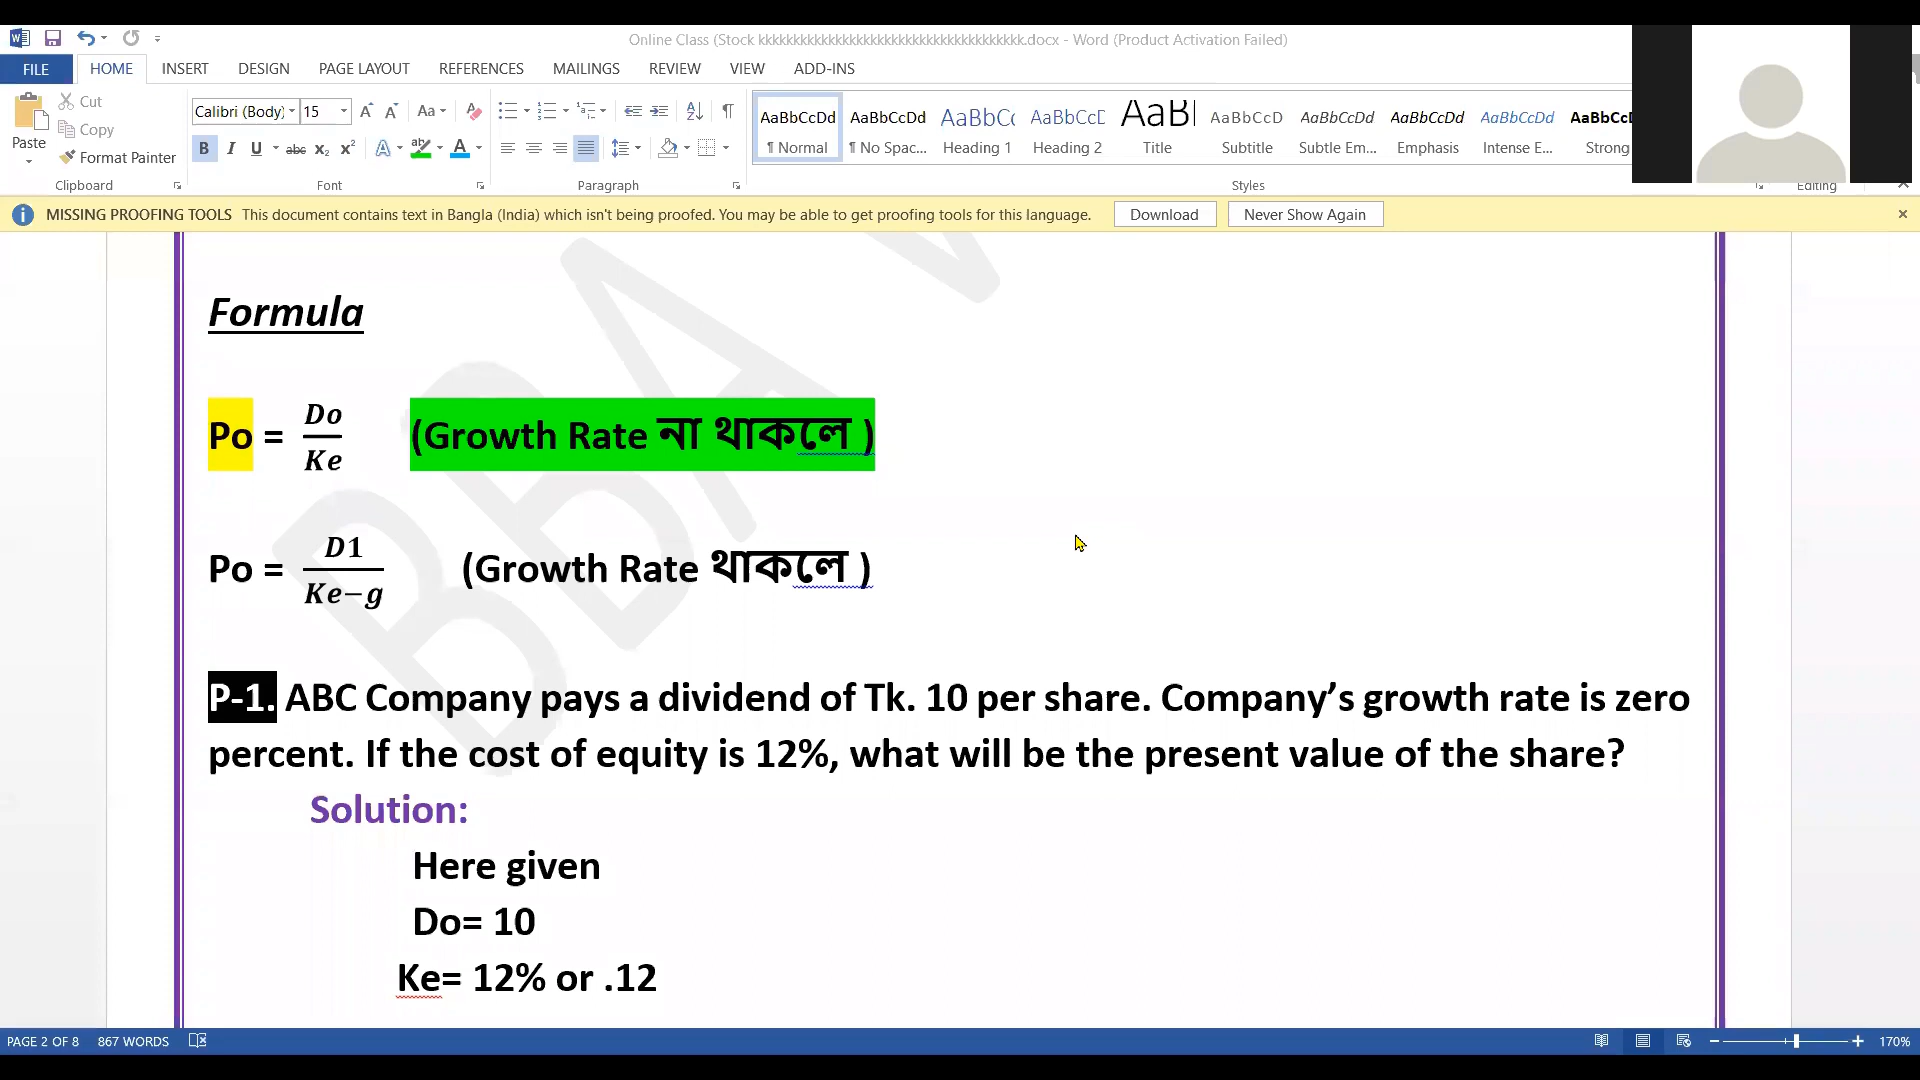 Online Class (Stock kkkkkkkkkkkkkkkkkkkkkkkkkkkkkkkkkkkkkk.docx - Word (Product Activation Failed)
FILE HOME INSERT DESIGN PAGE LAYOUT REFERENCES MAILINGS REVIEW VIEW ADD-INS
Paste Cut Copy Format Painter
Calibri (Body) 15
AaBbCcDd AaBbCcDd AaBbCc AaBbCcD AaBl AaBbCcD AaBbCcDd AaBbCcDd AaBbCcDd AaBbCcD
¶ Normal ¶ No Spac... Heading 1 Heading 2 Title Subtitle Subtle Em... Emphasis Intense E... Strong
Clipboard Font Paragraph Styles Editing
MISSING PROOFING TOOLS This document contains text in Bangla (India) which isn't being proofed. You may be able to get proofing tools for this language. Download Never Show Again
Formula
Po = Do/Ke (Growth Rate না থাকলে )
Po = D1/Ke−g (Growth Rate থাকলে )
P-1. ABC Company pays a dividend of Tk. 10 per share. Company’s growth rate is zero
percent. If the cost of equity is 12%, what will be the present value of the share?
Solution:
Here given
Do= 10
Ke= 12% or .12
PAGE 2 OF 8 867 WORDS 170%